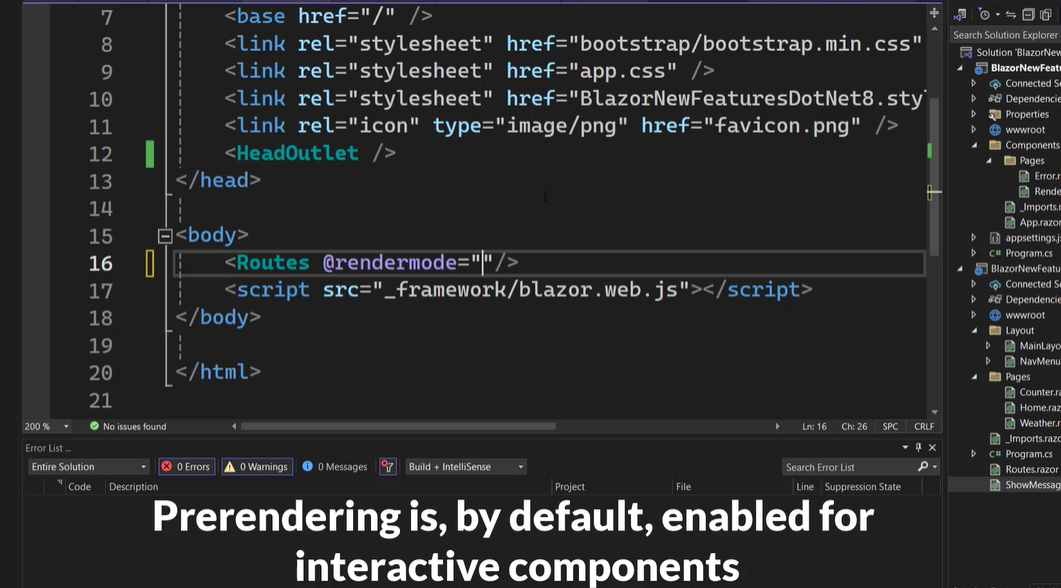 7 <base href="/" />
8 <link rel="stylesheet" href="bootstrap/bootstrap.min.css"
9 <link rel="stylesheet" href="app.css" />
10 <link rel="stylesheet" href="BlazorNewFeaturesDotNet8.sty
11 <link rel="icon" type="image/png" href="favicon.png" />
12 <HeadOutlet />
13 </head>
14
15 <body>
16 <Routes @rendermode=""/>
17 <script src="_framework/blazor.web.js"></script>
18 </body>
19
20 </html>
21
200 % No issues found Ln: 16 Ch: 26 SPC CRLF
Search Solution Explorer
Solution 'BlazorNew
BlazorNewFeatu
Connected Se
Dependencie
Properties
wwwroot
Components
Pages
Error.r
Rende
_Imports.r
App.razor
appsettings.j
Program.cs
BlazorNewFeatu
Connected Se
Dependencie
wwwroot
Layout
MainLayo
NavMenu
Pages
Counter.ra
Home.razo
Weather.r
_Imports.razo
Program.cs
Routes.razor
ShowMessag
Error List ...
Entire Solution 0 Errors 0 Warnings 0 Messages Build + IntelliSense Search Error List
Code Description Project File Line Suppression State
Prerendering is, by default, enabled for
interactive components